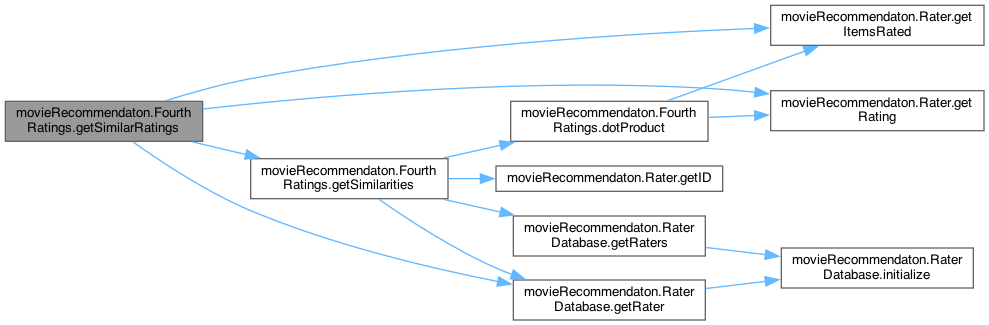 movieRecommendaton.Fourth
Ratings.getSimilarRatings
movieRecommendaton.Fourth
Ratings.getSimilarities
movieRecommendaton.Fourth
Ratings.dotProduct
movieRecommendaton.Rater.getID
movieRecommendaton.Rater
Database.getRaters
movieRecommendaton.Rater
Database.getRater
movieRecommendaton.Rater.get
ItemsRated
movieRecommendaton.Rater.get
Rating
movieRecommendaton.Rater
Database.initialize